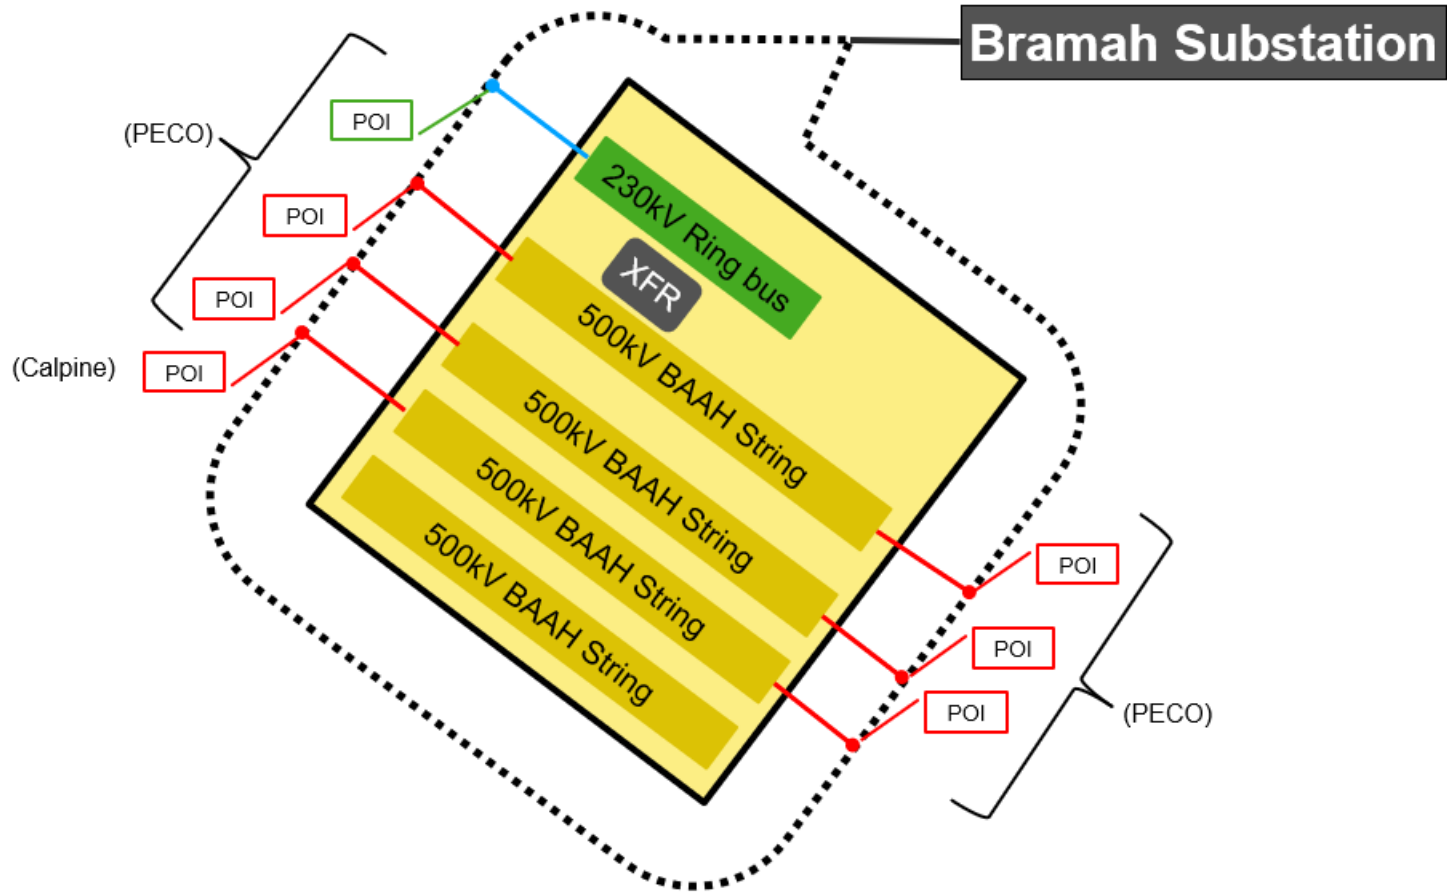 Bramah Substation
POI
(PECO)
230kV Ring bus
POI
XFR
POI
500kV BAAH String
(Calpine)
POI
500kV BAAH String
500kV BAAH String
500kV BAAH String
POI
POI
POI
(PECO)